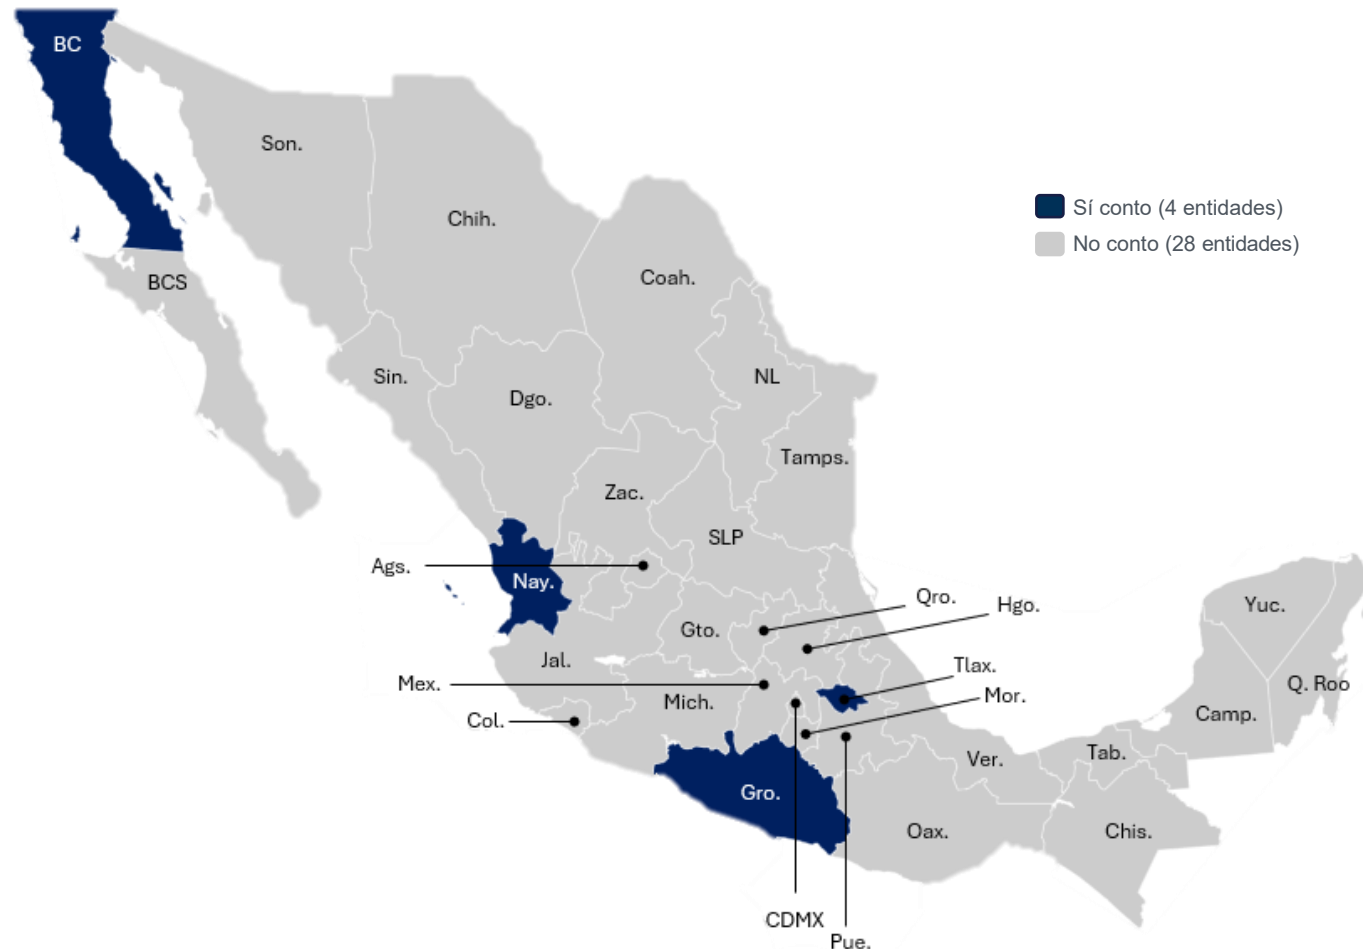 BC
Son.
Chih.
Sí conto (4 entidades)
No conto (28 entidades)
Coah.
BCS
Sin.
NL
Dgo.
Tamps.
Zac.
SLP
Ags.
Nay.
Qro.
Hgo.
Yuc.
Gto.
Jal.
Tlax.
Mex.
Q. Roo
Mor.
Mich.
Camp.
Col.
Tab.
Ver.
Gro.
Oax.
Chis.
CDMX
Pue.